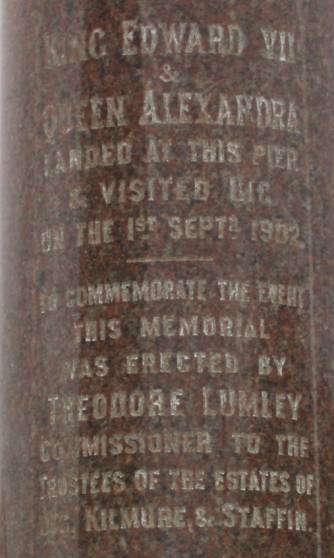 KING EDWARD VII
&
QUEEN ALEXANDRA
LANDED AT THIS PIER
& VISITED UIG
ON THE 1ST SEPTR 1902
TO COMMEMORATE THE EVENT
THIS MEMORIAL
WAS ERECTED BY
THEODORE LUMLEY
COMMISSIONER TO THE
TRUSTEES OF THE ESTATES OF
UIG, KILMUIR, & STAFFIN.